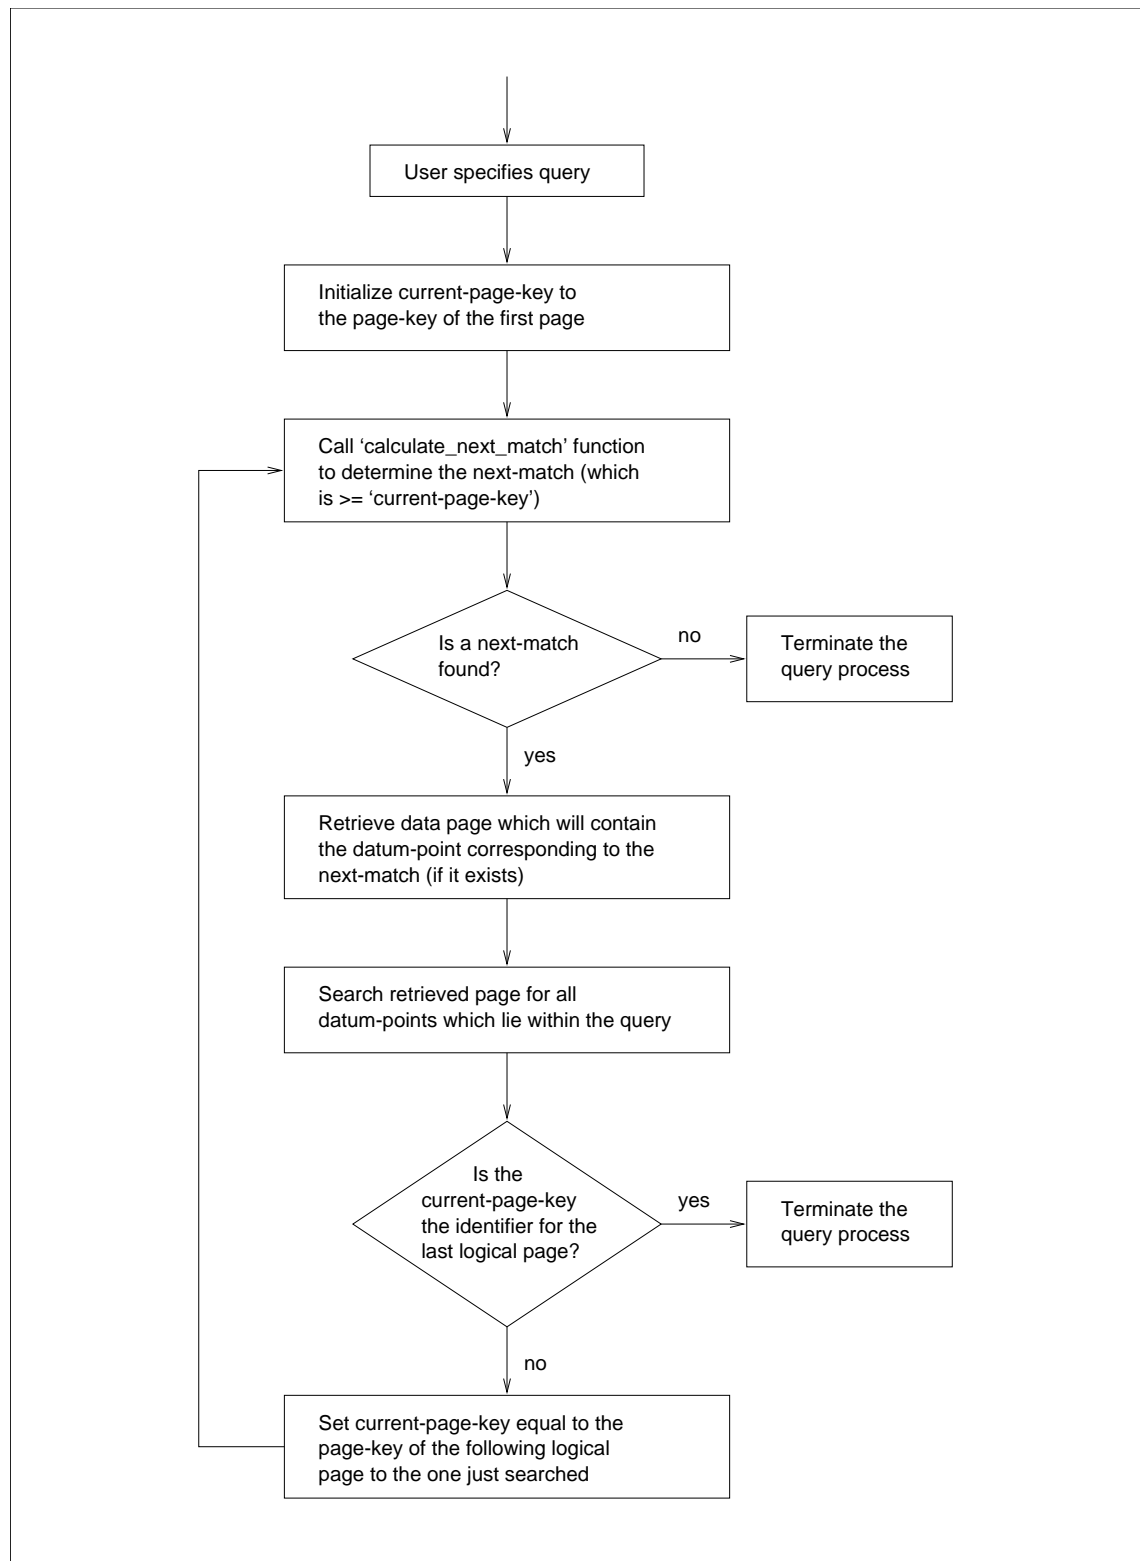 User specifies query
Initialize current-page-key to
the page-key of the first page
Call ‘calculate_next_match’ function
to determine the next-match (which
is >= ‘current-page-key’)
Is a next-match
found?
no
Terminate the
query process
yes
Retrieve data page which will contain
the datum-point corresponding to the
next-match (if it exists)
Search retrieved page for all
datum-points which lie within the query
Is the
current-page-key
the identifier for the
last logical page?
yes
Terminate the
query process
no
Set current-page-key equal to the
page-key of the following logical
page to the one just searched